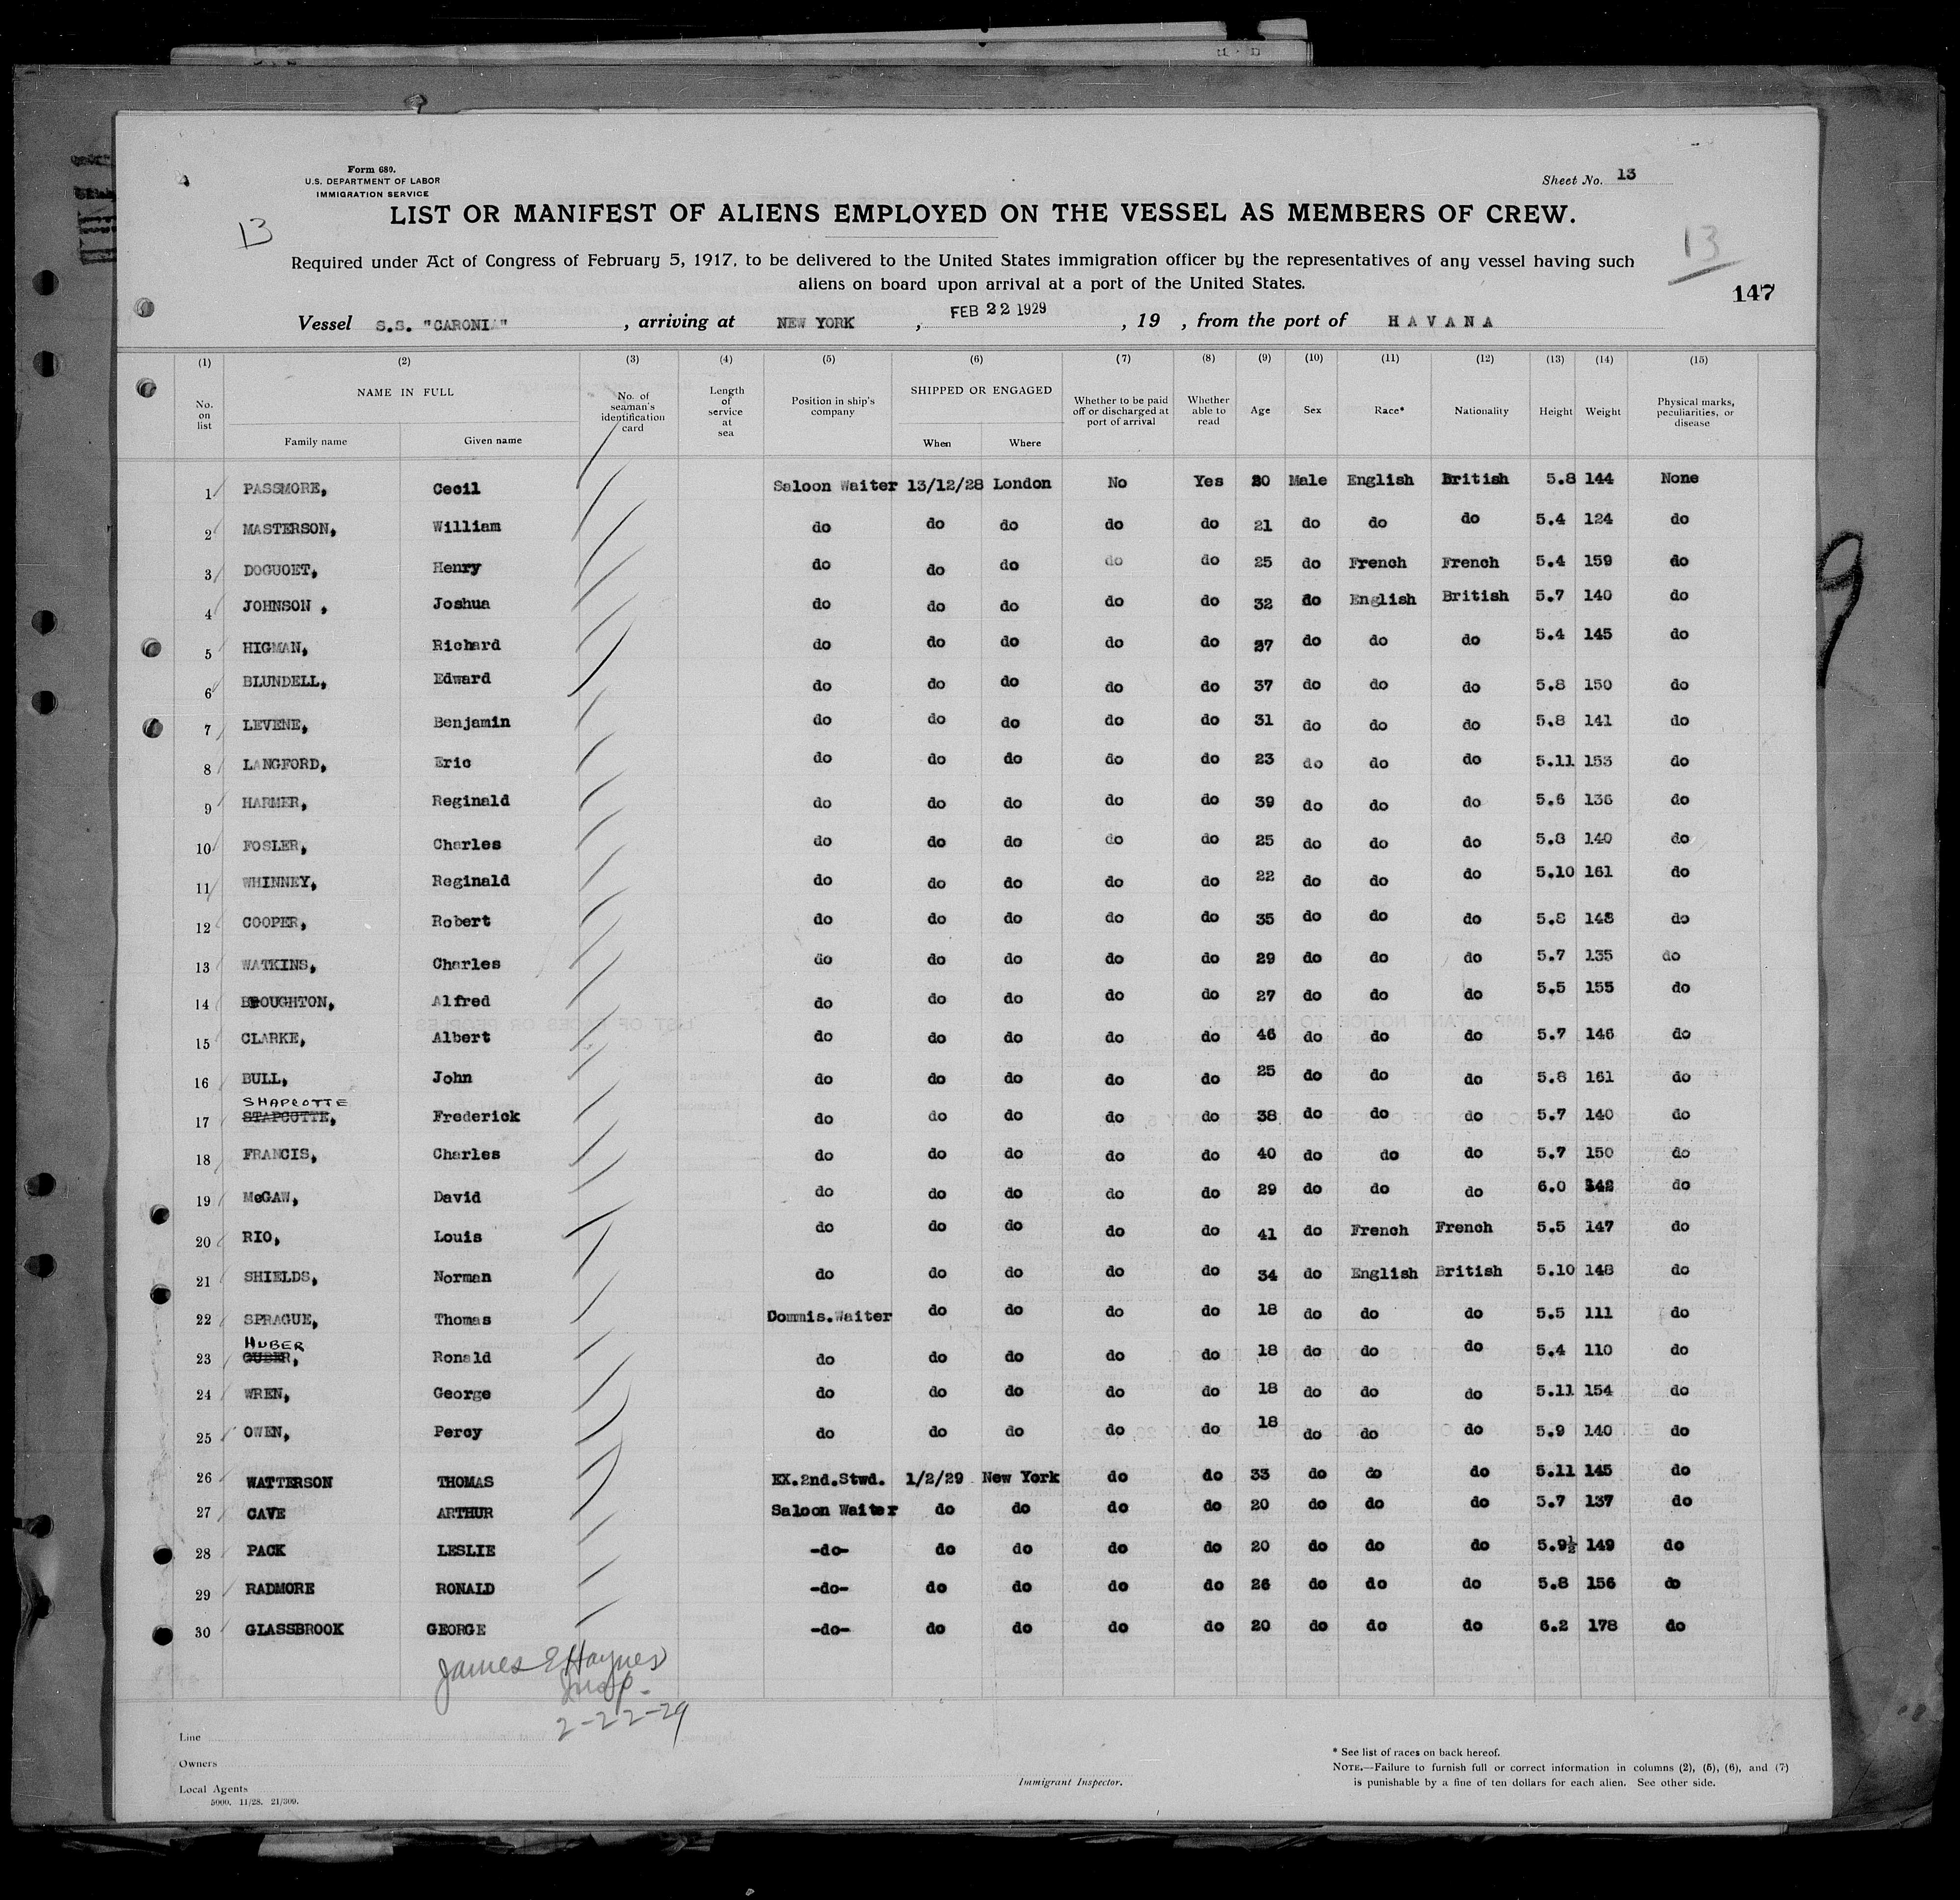 Form 680.
U.S. DEPARTMENT OF LABOR
IMMIGRATION SERVICE
Sheet No. 13
13
LIST OR MANIFEST OF ALIENS EMPLOYED ON THE VESSEL AS MEMBERS OF CREW.
13
Required under Act of Congress of February 5, 1917, to be delivered to the United States immigration officer by the representatives of any vessel having such
aliens on board upon arrival at a port of the United States.
147
Vessel S.S. "CARONIA", arriving at NEW YORK, FEB 22 1929, 19 , from the port of HAVANA
(1) (2) (3) (4) (5) (6) (7) (8) (9) (10) (11) (12) (13) (14) (15)
No. on list NAME IN FULL Family name Given name No. of seaman's identification card Length of service at sea Position in ship's company SHIPPED OR ENGAGED When Where Whether to be paid off or discharged at port of arrival Whether able to read Age Sex Race* Nationality Height Weight Physical marks, peculiarities, or disease
1 PASSMORE, Cecil Saloon Waiter 13/12/28 London No Yes 20 Male English British 5.8 144 None
2 MASTERSON, William do do do do do 21 do do do 5.4 124 do
3 DOGUOET, Henry do do do do do 25 do French French 5.4 159 do
4 JOHNSON , Joshua do do do do do 32 do English British 5.7 140 do
5 HIGMAN, Richard do do do do do 37 do do do 5.4 145 do
6 BLUNDELL, Edward do do do do do 37 do do do 5.8 150 do
7 LEVENE, Benjamin do do do do do 31 do do do 5.8 141 do
8 LANGFORD, Eric do do do do do 23 do do do 5.11 153 do
9 HARMER, Reginald do do do do do 39 do do do 5.6 136 do
10 FOSLER, Charles do do do do do 25 do do do 5.8 140 do
11 WHINNEY, Reginald do do do do do 22 do do do 5.10 161 do
12 COOPER, Robert do do do do do 35 do do do 5.8 148 do
13 WATKINS, Charles do do do do do 29 do do do 5.7 135 do
14 BROUGHTON, Alfred do do do do do 27 do do do 5.5 155 do
15 CLARKE, Albert do do do do do 46 do do do 5.7 146 do
16 BULL, John do do do do do 25 do do do 5.8 161 do
SHAPCOTTE
17 STAPCOTTE, Frederick do do do do do 38 do do do 5.7 140 do
18 FRANCIS, Charles do do do do do 40 do do do 5.7 150 do
19 McGAW, David do do do do do 29 do do do 6.0 142 do
20 RIO, Louis do do do do do 41 do French French 5.5 147 do
21 SHIELDS, Norman do do do do do 34 do English British 5.10 148 do
22 SPRAGUE, Thomas Commis.Waiter do do do do 18 do do do 5.5 111 do
HUBER
23 GUBER, Ronald do do do do do 18 do do do 5.4 110 do
24 WREN, George do do do do do 18 do do do 5.11 154 do
25 OWEN, Percy do do do do do 18 do do do 5.9 140 do
26 WATTERSON THOMAS EX.2nd.Stwd. 1/2/29 New York do do 33 do do do 5.11 145 do
27 CAVE ARTHUR Saloon Waiter do do do do 20 do do do 5.7 137 do
28 PACK LESLIE -do- do do do do 20 do do do 5.9½ 149 do
29 RADMORE RONALD -do- do do do do 26 do do do 5.8 156 do
30 GLASSBROOK GEORGE -do- do do do do 20 do do do 6.2 178 do
James E Haynes
Insp.
2-22-29
Line
Owners
Local Agents
5000. 11/28. 21/309.
Immigrant Inspector.
* See list of races on back hereof.
NOTE.—Failure to furnish full or correct information in columns (2), (5), (6), and (7)
is punishable by a fine of ten dollars for each alien. See other side.
9